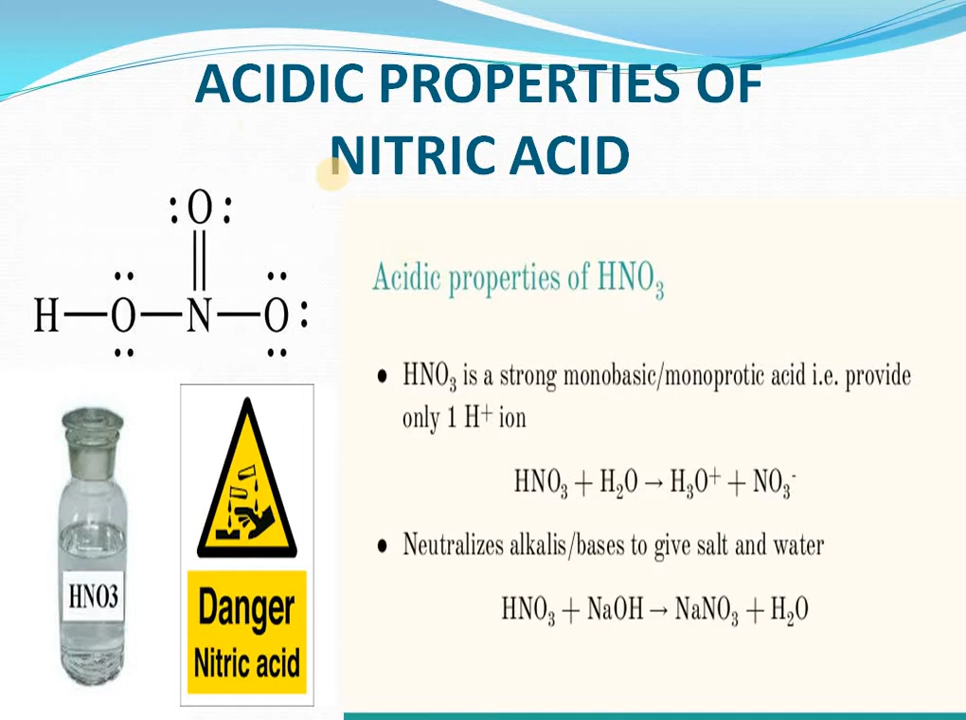 ACIDIC PROPERTIES OF
NITRIC ACID
:O:
H—O—N—O:
HNO3
Danger
Nitric acid
Acidic properties of HNO₃
• HNO₃ is a strong monobasic/monoprotic acid i.e. provide
only 1 H⁺ ion
HNO₃ + H₂O → H₃O⁺ + NO₃⁻
• Neutralizes alkalis/bases to give salt and water
HNO₃ + NaOH → NaNO₃ + H₂O